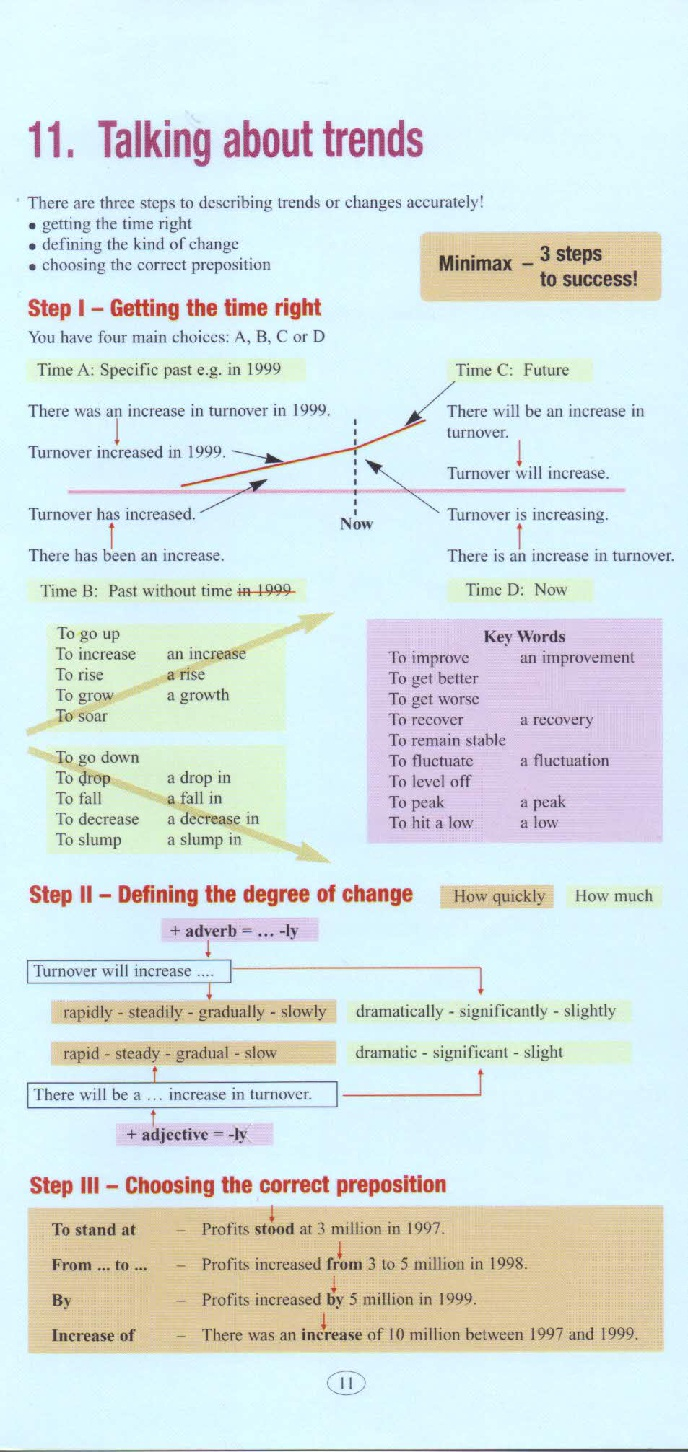 11. Talking about trends
There are three steps to describing trends or changes accurately!
• getting the time right
• defining the kind of change
• choosing the correct preposition
Minimax – 3 steps
to success!
Step I – Getting the time right
You have four main choices: A, B, C or D
Time A: Specific past e.g. in 1999
Time C: Future
There was an increase in turnover in 1999.
There will be an increase in
turnover.
Turnover increased in 1999.
Turnover will increase.
Turnover has increased.
Now
Turnover is increasing.
There has been an increase.
There is an increase in turnover.
Time B: Past without time in 1999
Time D: Now
To go up
To increase an increase
To rise a rise
To grow a growth
To soar
To go down
To drop a drop in
To fall a fall in
To decrease a decrease in
To slump a slump in
Key Words
To improve an improvement
To get better
To get worse
To recover a recovery
To remain stable
To fluctuate a fluctuation
To level off
To peak a peak
To hit a low a low
Step II – Defining the degree of change
How quickly
How much
+ adverb = ... -ly
Turnover will increase ....
rapidly - steadily - gradually - slowly
dramatically - significantly - slightly
rapid - steady - gradual - slow
dramatic - significant - slight
There will be a ... increase in turnover.
+ adjective = -ly
Step III – Choosing the correct preposition
To stand at – Profits stood at 3 million in 1997.
From ... to ... – Profits increased from 3 to 5 million in 1998.
By – Profits increased by 5 million in 1999.
Increase of – There was an increase of 10 million between 1997 and 1999.
11